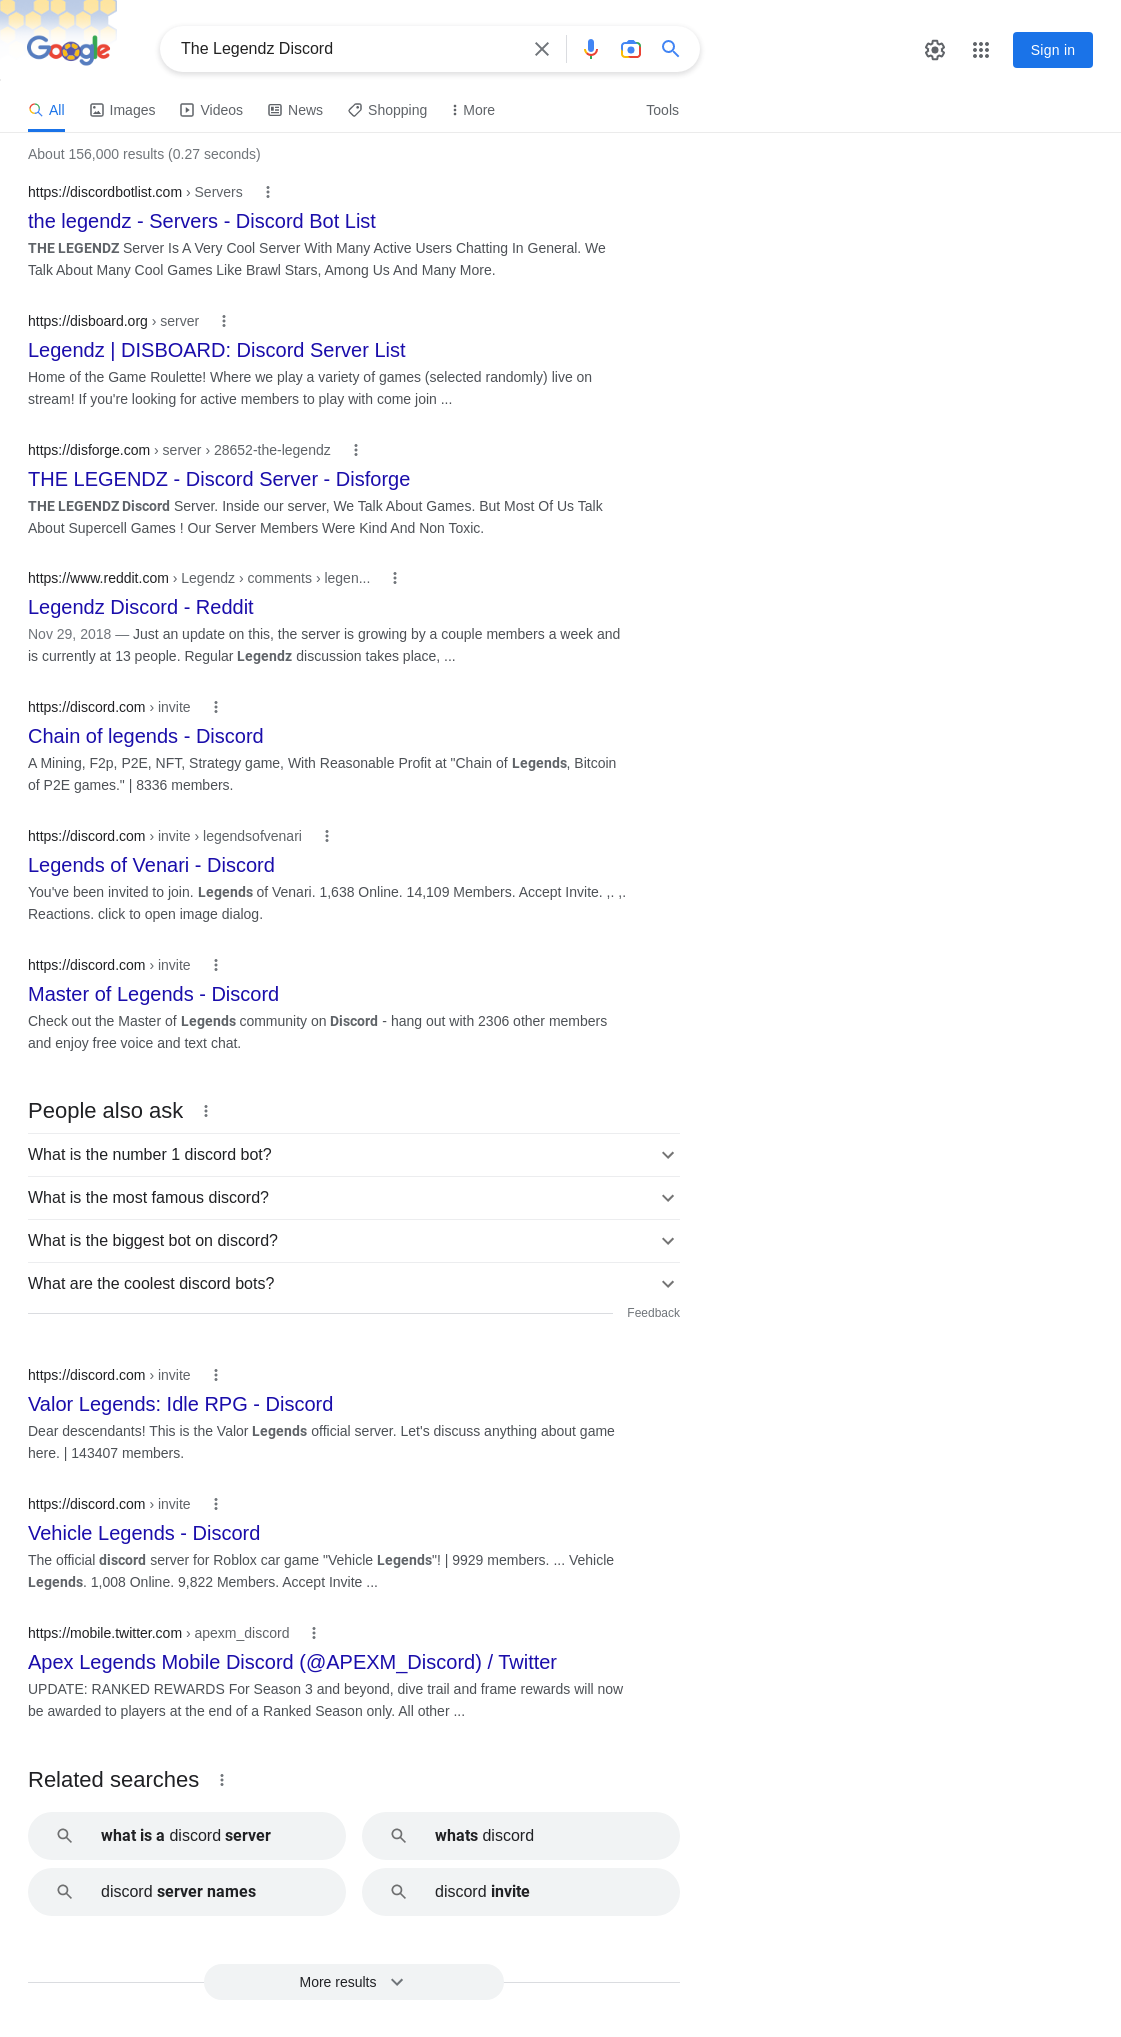 Google
The Legendz Discord
Sign in
All
Images
Videos
News
Shopping
More
Tools
About 156,000 results (0.27 seconds)
https://discordbotlist.com › Servers
the legendz - Servers - Discord Bot List
THE LEGENDZ Server Is A Very Cool Server With Many Active Users Chatting In General. We
Talk About Many Cool Games Like Brawl Stars, Among Us And Many More.
https://disboard.org › server
Legendz | DISBOARD: Discord Server List
Home of the Game Roulette! Where we play a variety of games (selected randomly) live on
stream! If you're looking for active members to play with come join ...
https://disforge.com › server › 28652-the-legendz
THE LEGENDZ - Discord Server - Disforge
THE LEGENDZ Discord Server. Inside our server, We Talk About Games. But Most Of Us Talk
About Supercell Games ! Our Server Members Were Kind And Non Toxic.
https://www.reddit.com › Legendz › comments › legen...
Legendz Discord - Reddit
Nov 29, 2018 — Just an update on this, the server is growing by a couple members a week and
is currently at 13 people. Regular Legendz discussion takes place, ...
https://discord.com › invite
Chain of legends - Discord
A Mining, F2p, P2E, NFT, Strategy game, With Reasonable Profit at "Chain of Legends, Bitcoin
of P2E games." | 8336 members.
https://discord.com › invite › legendsofvenari
Legends of Venari - Discord
You've been invited to join. Legends of Venari. 1,638 Online. 14,109 Members. Accept Invite. ,. ,.
Reactions. click to open image dialog.
https://discord.com › invite
Master of Legends - Discord
Check out the Master of Legends community on Discord - hang out with 2306 other members
and enjoy free voice and text chat.
People also ask
What is the number 1 discord bot?
What is the most famous discord?
What is the biggest bot on discord?
What are the coolest discord bots?
Feedback
https://discord.com › invite
Valor Legends: Idle RPG - Discord
Dear descendants! This is the Valor Legends official server. Let's discuss anything about game
here. | 143407 members.
https://discord.com › invite
Vehicle Legends - Discord
The official discord server for Roblox car game "Vehicle Legends"! | 9929 members. ... Vehicle
Legends. 1,008 Online. 9,822 Members. Accept Invite ...
https://mobile.twitter.com › apexm_discord
Apex Legends Mobile Discord (@APEXM_Discord) / Twitter
UPDATE: RANKED REWARDS For Season 3 and beyond, dive trail and frame rewards will now
be awarded to players at the end of a Ranked Season only. All other ...
Related searches
what is a discord server
whats discord
discord server names
discord invite
More results